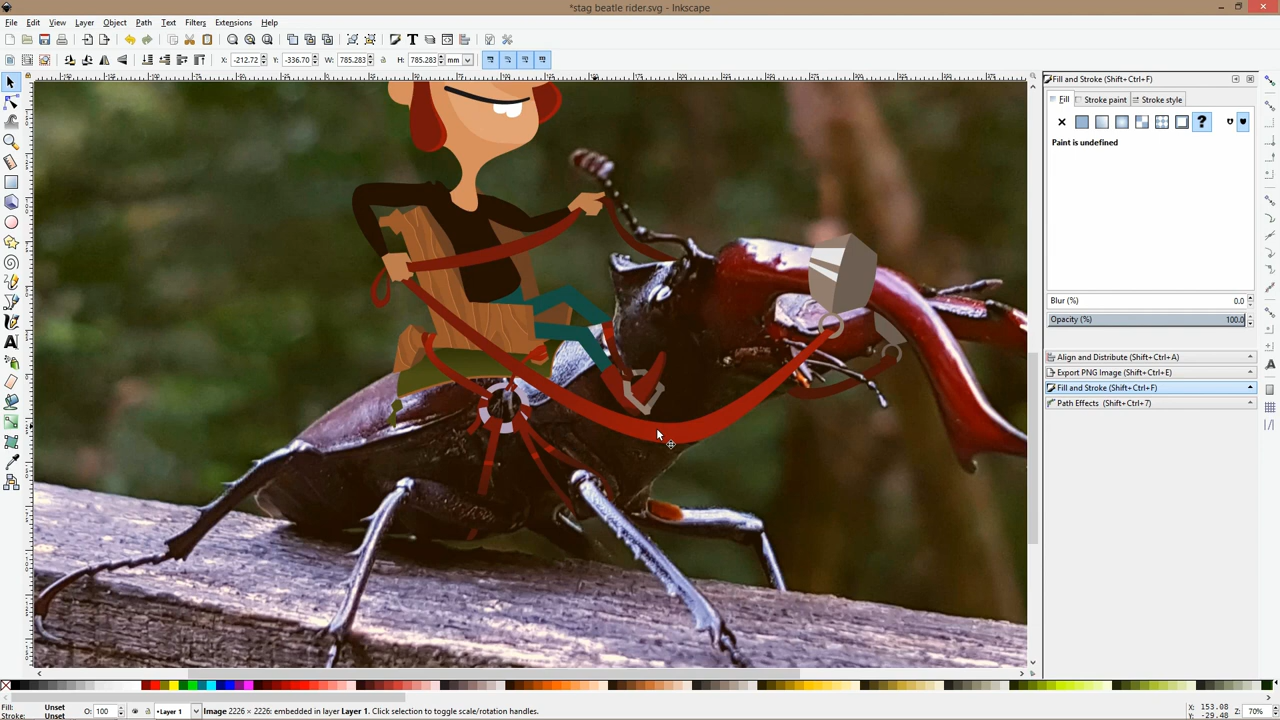 *stag beatle rider.svg - Inkscape
File Edit View Layer Object Path Text Filters Extensions Help
X: -212.72 Y: -336.70 W: 785.283 H: 785.283 mm
Fill and Stroke (Shift+Ctrl+F)
Fill Stroke paint Stroke style
?
Paint is undefined
Blur (%) 0.0
Opacity (%) 100.0
Align and Distribute (Shift+Ctrl+A)
Export PNG Image (Shift+Ctrl+E)
Fill and Stroke (Shift+Ctrl+F)
Path Effects (Shift+Ctrl+7)
Fill: Unset
Stroke: Unset
O: 100
•Layer 1
Image 2226 × 2226: embedded in layer Layer 1. Click selection to toggle scale/rotation handles.
X: 153.08
Y: -29.48
Z: 70%